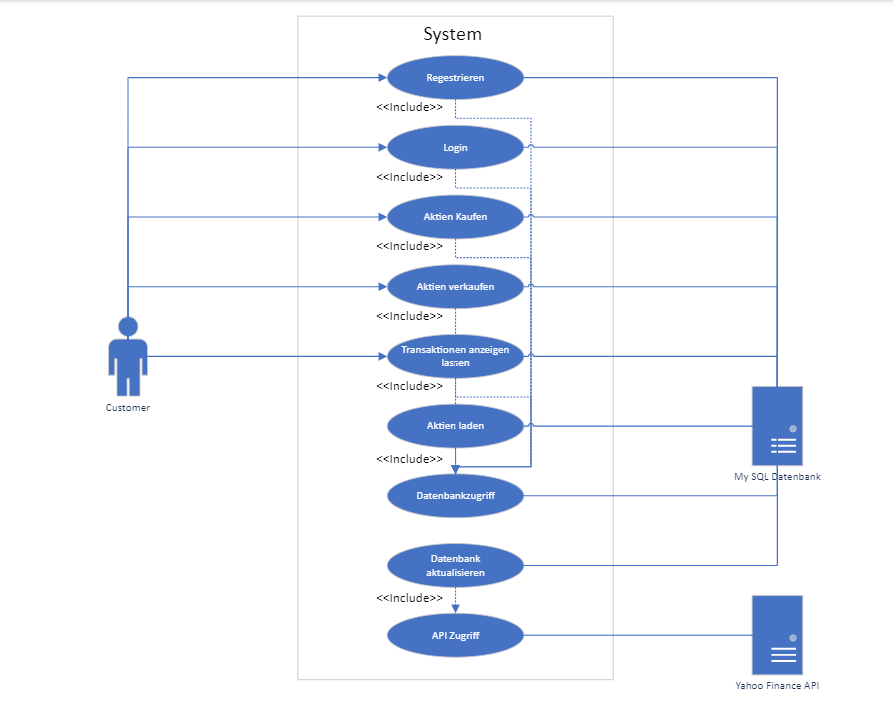 System
Regestrieren
<<Include>>
Login
<<Include>>
Aktien Kaufen
<<Include>>
Aktien verkaufen
<<Include>>
Transaktionen anzeigen
lassen
<<Include>>
Customer
Aktien laden
<<Include>>
My SQL Datenbank
Datenbankzugriff
Datenbank
aktualisieren
<<Include>>
API Zugriff
Yahoo Finance API